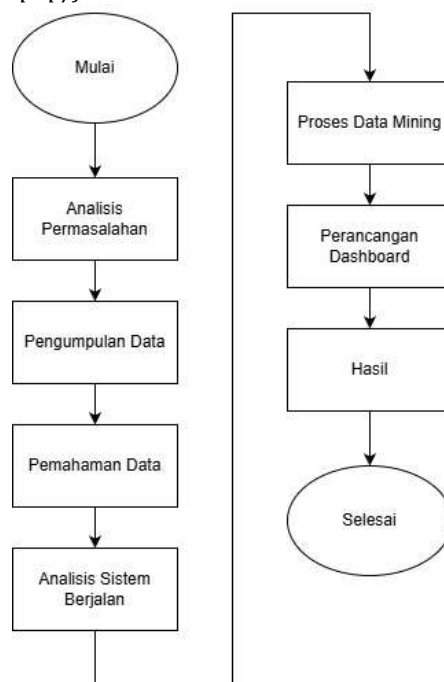 Mulai
Analisis
Permasalahan
Pengumpulan Data
Pemahaman Data
Analisis Sistem
Berjalan
Proses Data Mining
Perancangan
Dashboard
Hasil
Selesai